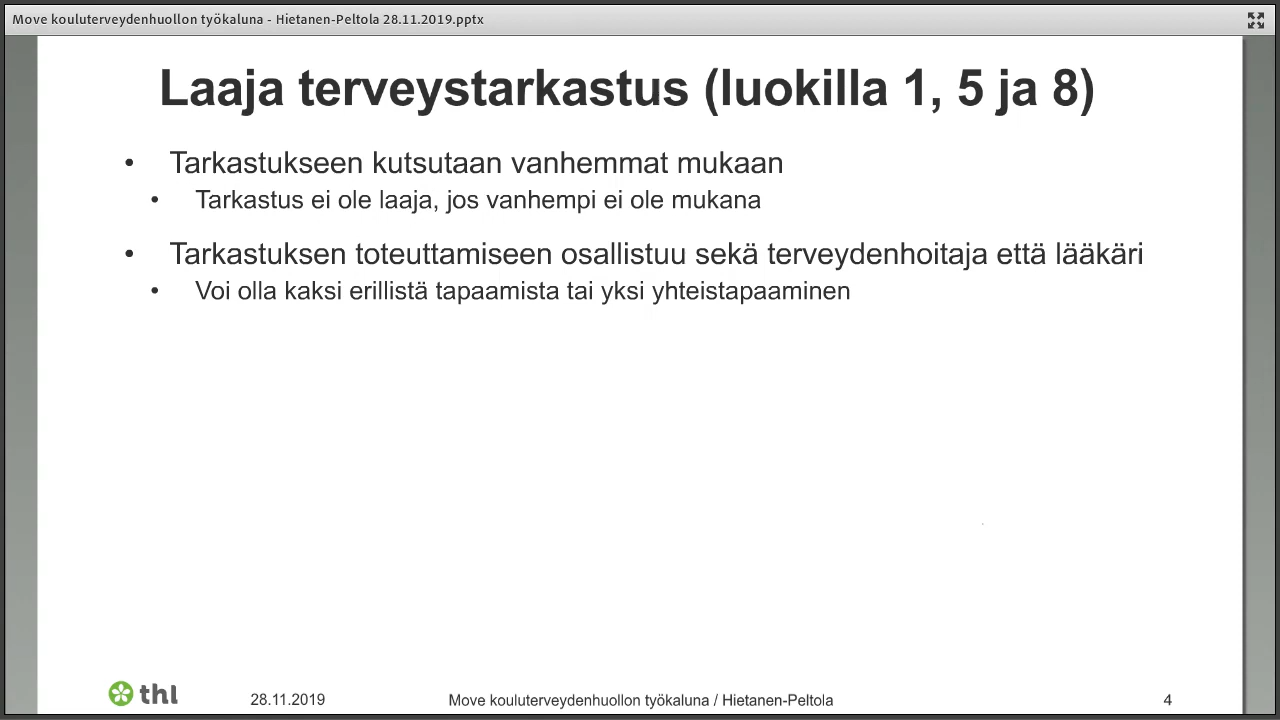 Move kouluterveydenhuollon työkaluna - Hietanen-Peltola 28.11.2019.pptx
Laaja terveystarkastus (luokilla 1, 5 ja 8)
• Tarkastukseen kutsutaan vanhemmat mukaan
• Tarkastus ei ole laaja, jos vanhempi ei ole mukana
• Tarkastuksen toteuttamiseen osallistuu sekä terveydenhoitaja että lääkäri
• Voi olla kaksi erillistä tapaamista tai yksi yhteistapaaminen
thl 28.11.2019 Move kouluterveydenhuollon työkaluna / Hietanen-Peltola 4